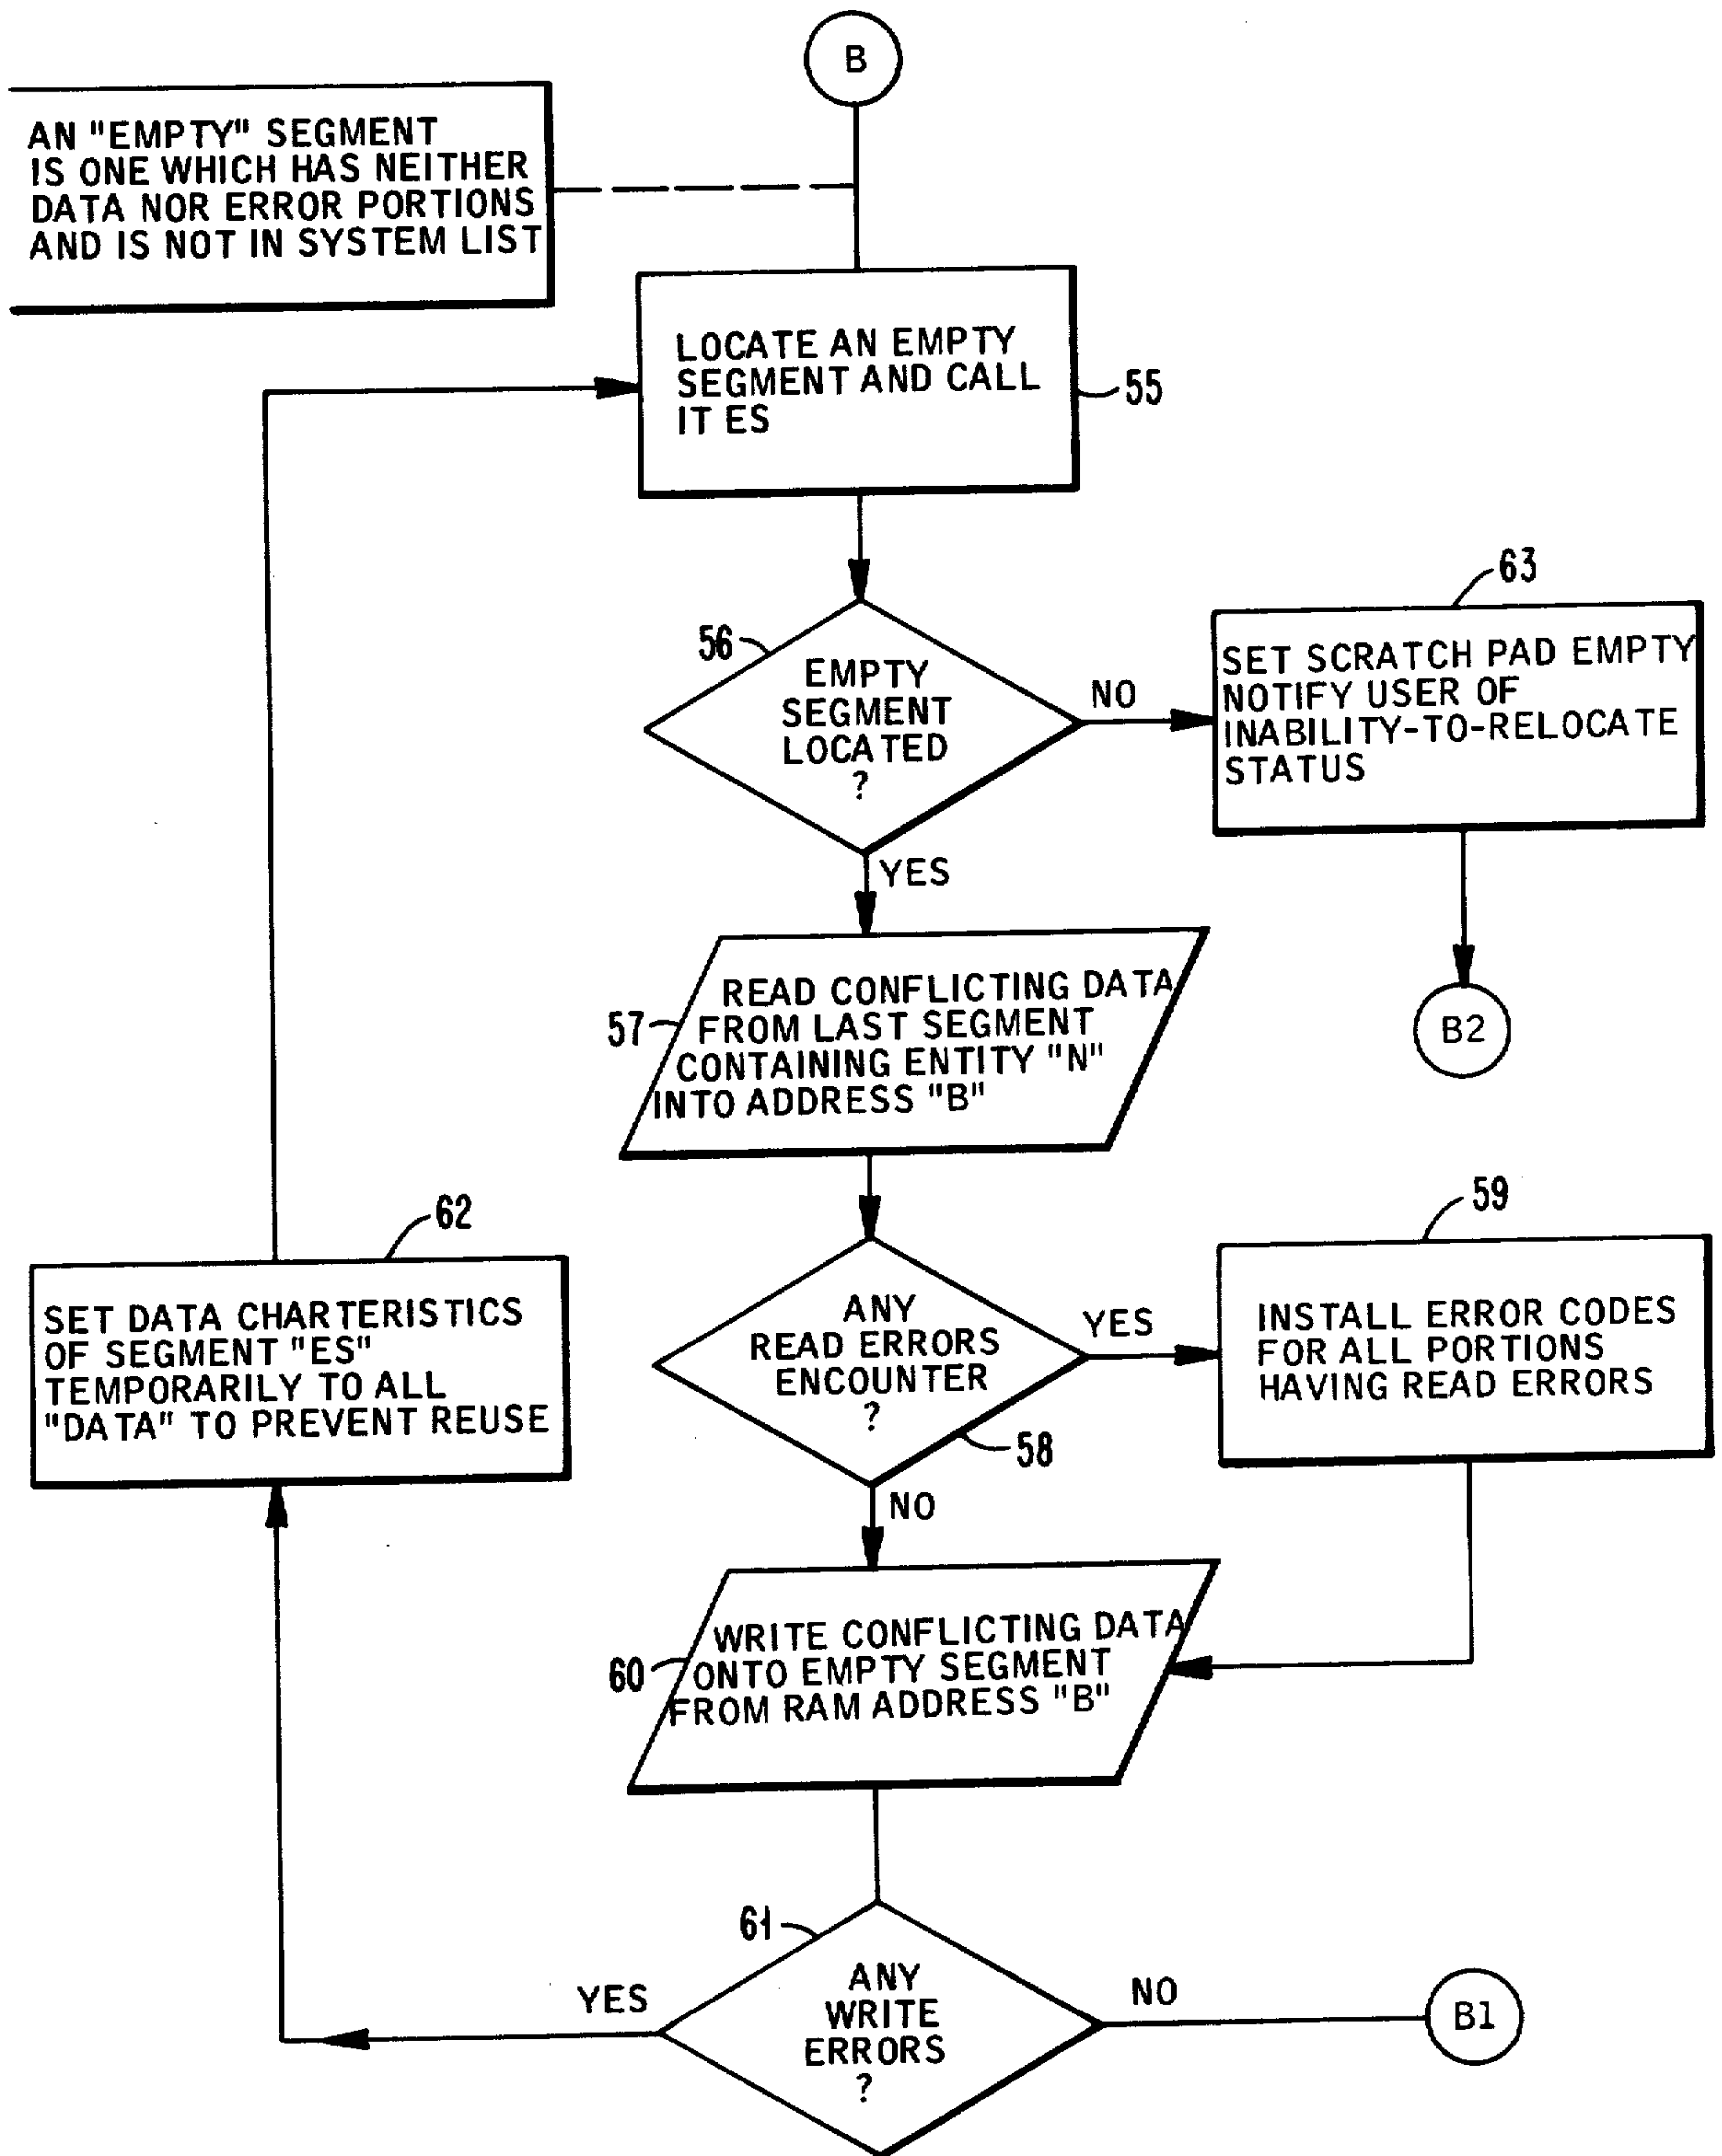 B
AN "EMPTY" SEGMENT
IS ONE WHICH HAS NEITHER
DATA NOR ERROR PORTIONS
AND IS NOT IN SYSTEM LIST
LOCATE AN EMPTY
SEGMENT AND CALL
IT ES
55
56
EMPTY
SEGMENT
LOCATED
?
NO
63
SET SCRATCH PAD EMPTY
NOTIFY USER OF
INABILITY-TO-RELOCATE
STATUS
B2
YES
57
READ CONFLICTING DATA
FROM LAST SEGMENT
CONTAINING ENTITY "N"
INTO ADDRESS "B"
58
ANY
READ ERRORS
ENCOUNTER
?
YES
59
INSTALL ERROR CODES
FOR ALL PORTIONS
HAVING READ ERRORS
NO
60
WRITE CONFLICTING DATA
ONTO EMPTY SEGMENT
FROM RAM ADDRESS "B"
61
ANY
WRITE
ERRORS
?
NO
B1
YES
62
SET DATA CHARTERISTICS
OF SEGMENT "ES"
TEMPORARILY TO ALL
"DATA" TO PREVENT REUSE